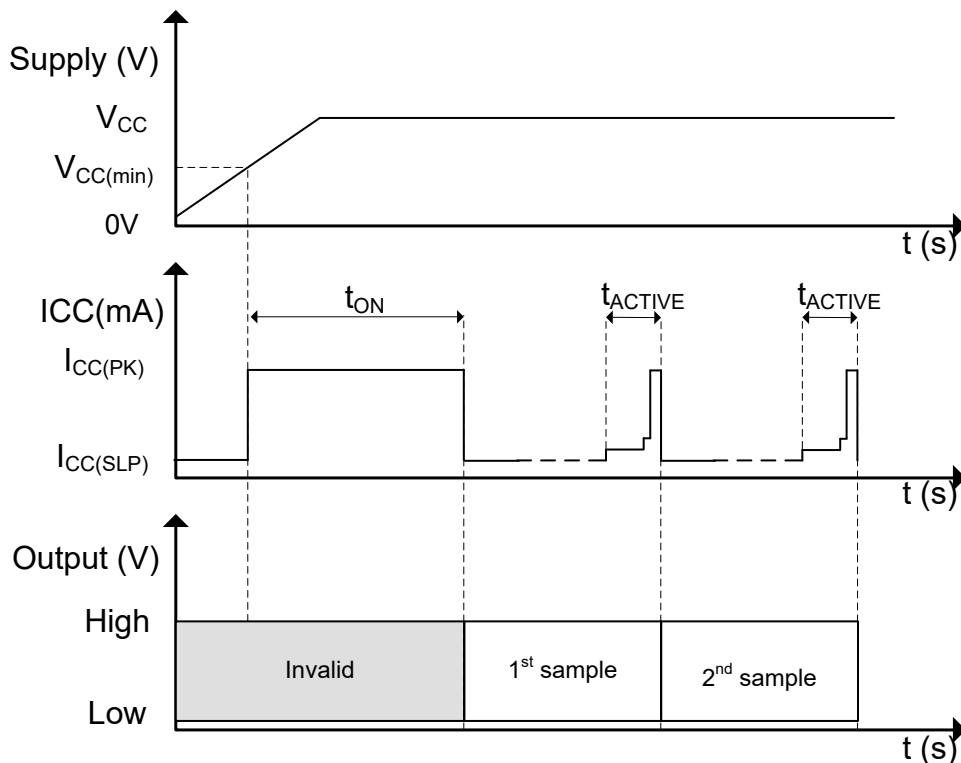 Supply (V)
VCC
VCC(min)
0V
t (s)
ICC(mA)
tON
tACTIVE
tACTIVE
ICC(PK)
ICC(SLP)
t (s)
Output (V)
High
Invalid
1st sample
2nd sample
Low
t (s)